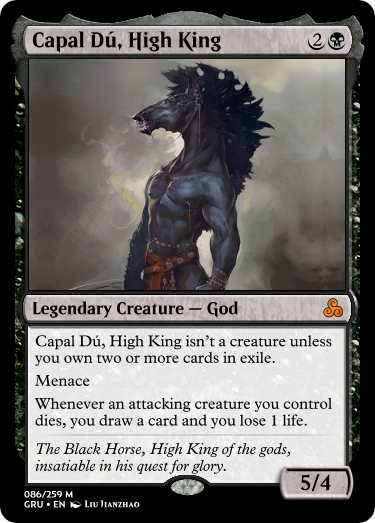 Capal Dú, High King 2
Legendary Creature — God
Capal Dú, High King isn't a creature unless
you own two or more cards in exile.
Menace
Whenever an attacking creature you control
dies, you draw a card and you lose 1 life.
The Black Horse, High King of the gods,
insatiable in his quest for glory.
5/4
086/259 M
GRU • EN Liu Jianzhao